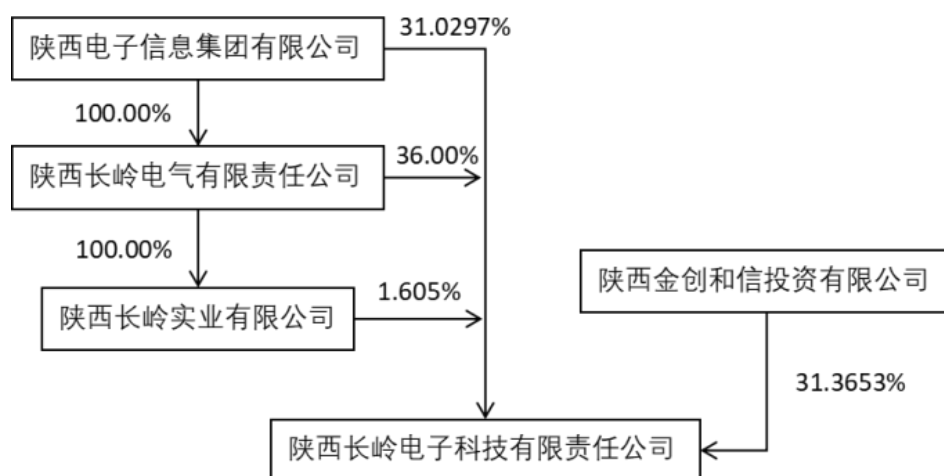 陕西电子信息集团有限公司
31.0297%
100.00%
陕西长岭电气有限责任公司
36.00%
100.00%
陕西长岭实业有限公司
1.605%
陕西金创和信投资有限公司
31.3653%
陕西长岭电子科技有限责任公司